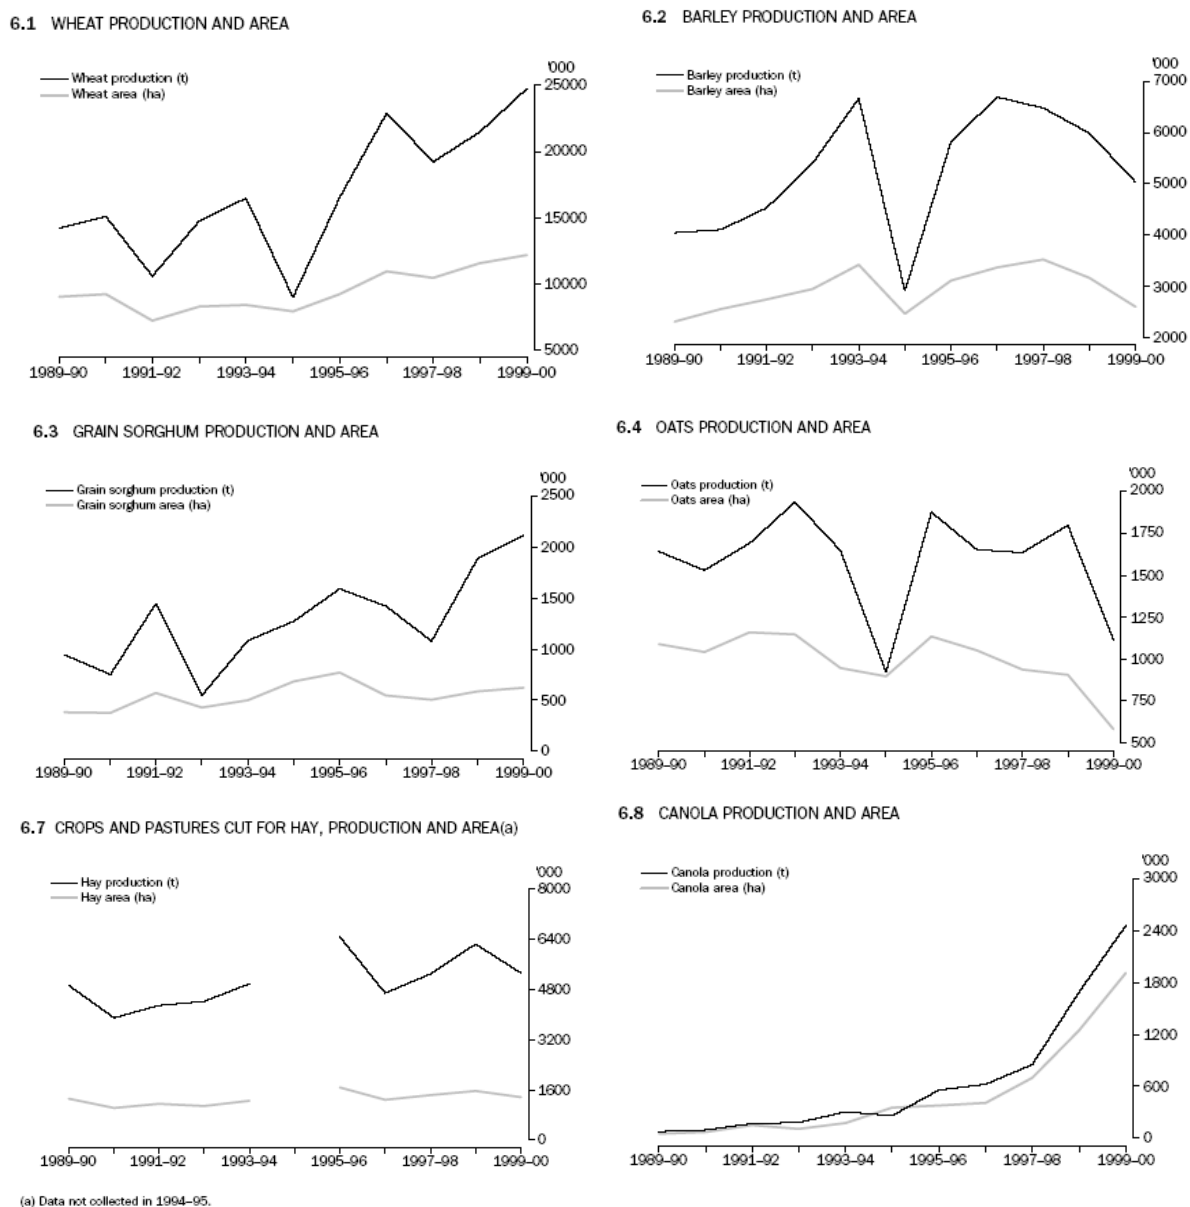 6.1 WHEAT PRODUCTION AND AREA
Wheat production (t)
Wheat area (ha)
'000
25000
20000
15000
10000
5000
1989–90 1991–92 1993–94 1995–96 1997–98 1999–00
6.2 BARLEY PRODUCTION AND AREA
Barley production (t)
Barley area (ha)
'000
7000
6000
5000
4000
3000
2000
1989–90 1991–92 1993–94 1995–96 1997–98 1999–00
6.3 GRAIN SORGHUM PRODUCTION AND AREA
Grain sorghum production (t)
Grain sorghum area (ha)
'000
2500
2000
1500
1000
500
0
1989–90 1991–92 1993–94 1995–96 1997–98 1999–00
6.4 OATS PRODUCTION AND AREA
Oats production (t)
Oats area (ha)
'000
2000
1750
1500
1250
1000
750
500
1989–90 1991–92 1993–94 1995–96 1997–98 1999–00
6.7 CROPS AND PASTURES CUT FOR HAY, PRODUCTION AND AREA(a)
Hay production (t)
Hay area (ha)
'000
8000
6400
4800
3200
1600
0
1989–90 1991–92 1993–94 1995–96 1997–98 1999–00
(a) Data not collected in 1994–95.
6.8 CANOLA PRODUCTION AND AREA
Canola production (t)
Canola area (ha)
'000
3000
2400
1800
1200
600
0
1989–90 1991–92 1993–94 1995–96 1997–98 1999–00